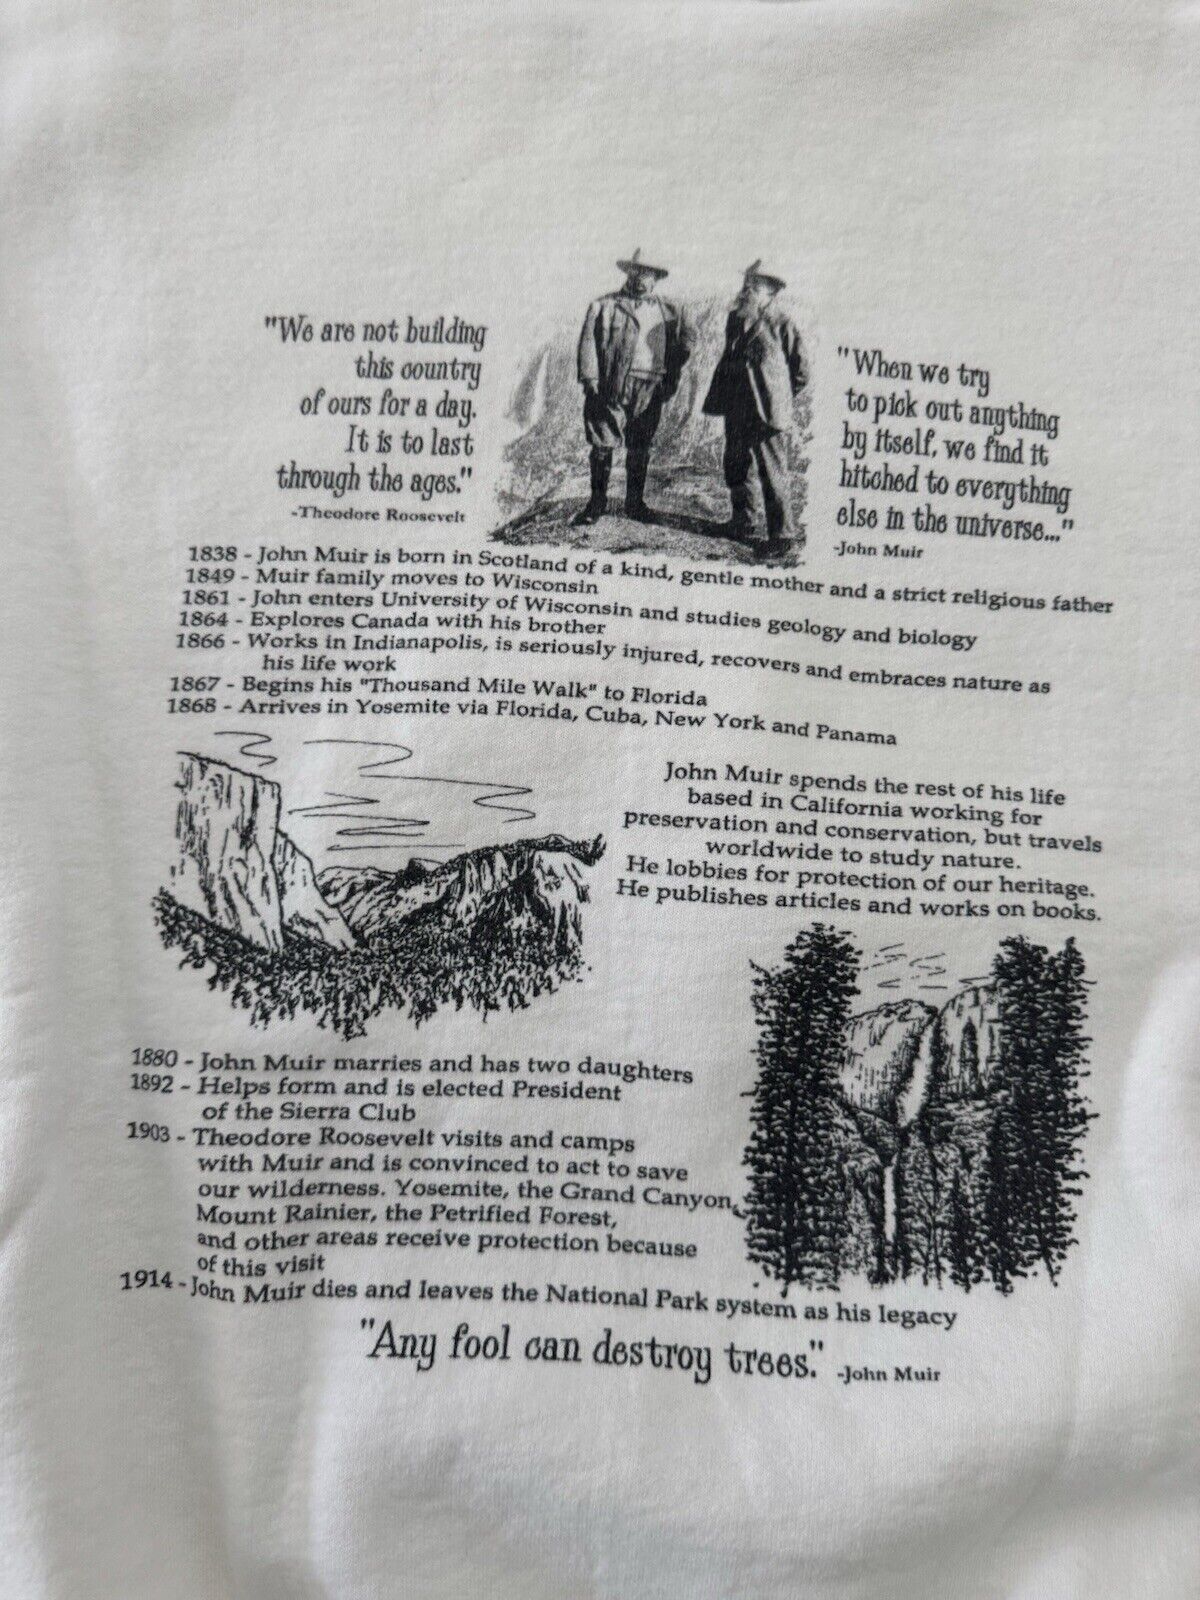 "We are not building
this country
of ours for a day.
It is to last
through the ages."
-Theodore Roosevelt
"When we try
to pick out anything
by itself, we find it
hitched to everything
else in the universe..."
-John Muir
1838 - John Muir is born in Scotland of a kind, gentle mother and a strict religious father
1849 - Muir family moves to Wisconsin
1861 - John enters University of Wisconsin and studies geology and biology
1864 - Explores Canada with his brother
1866 - Works in Indianapolis, is seriously injured, recovers and embraces nature as
his life work
1867 - Begins his "Thousand Mile Walk" to Florida
1868 - Arrives in Yosemite via Florida, Cuba, New York and Panama
John Muir spends the rest of his life
based in California working for
preservation and conservation, but travels
worldwide to study nature.
He lobbies for protection of our heritage.
He publishes articles and works on books.
1880 - John Muir marries and has two daughters
1892 - Helps form and is elected President
of the Sierra Club
1903 - Theodore Roosevelt visits and camps
with Muir and is convinced to act to save
our wilderness. Yosemite, the Grand Canyon,
Mount Rainier, the Petrified Forest,
and other areas receive protection because
of this visit
1914 - John Muir dies and leaves the National Park system as his legacy
"Any fool can destroy trees." -John Muir